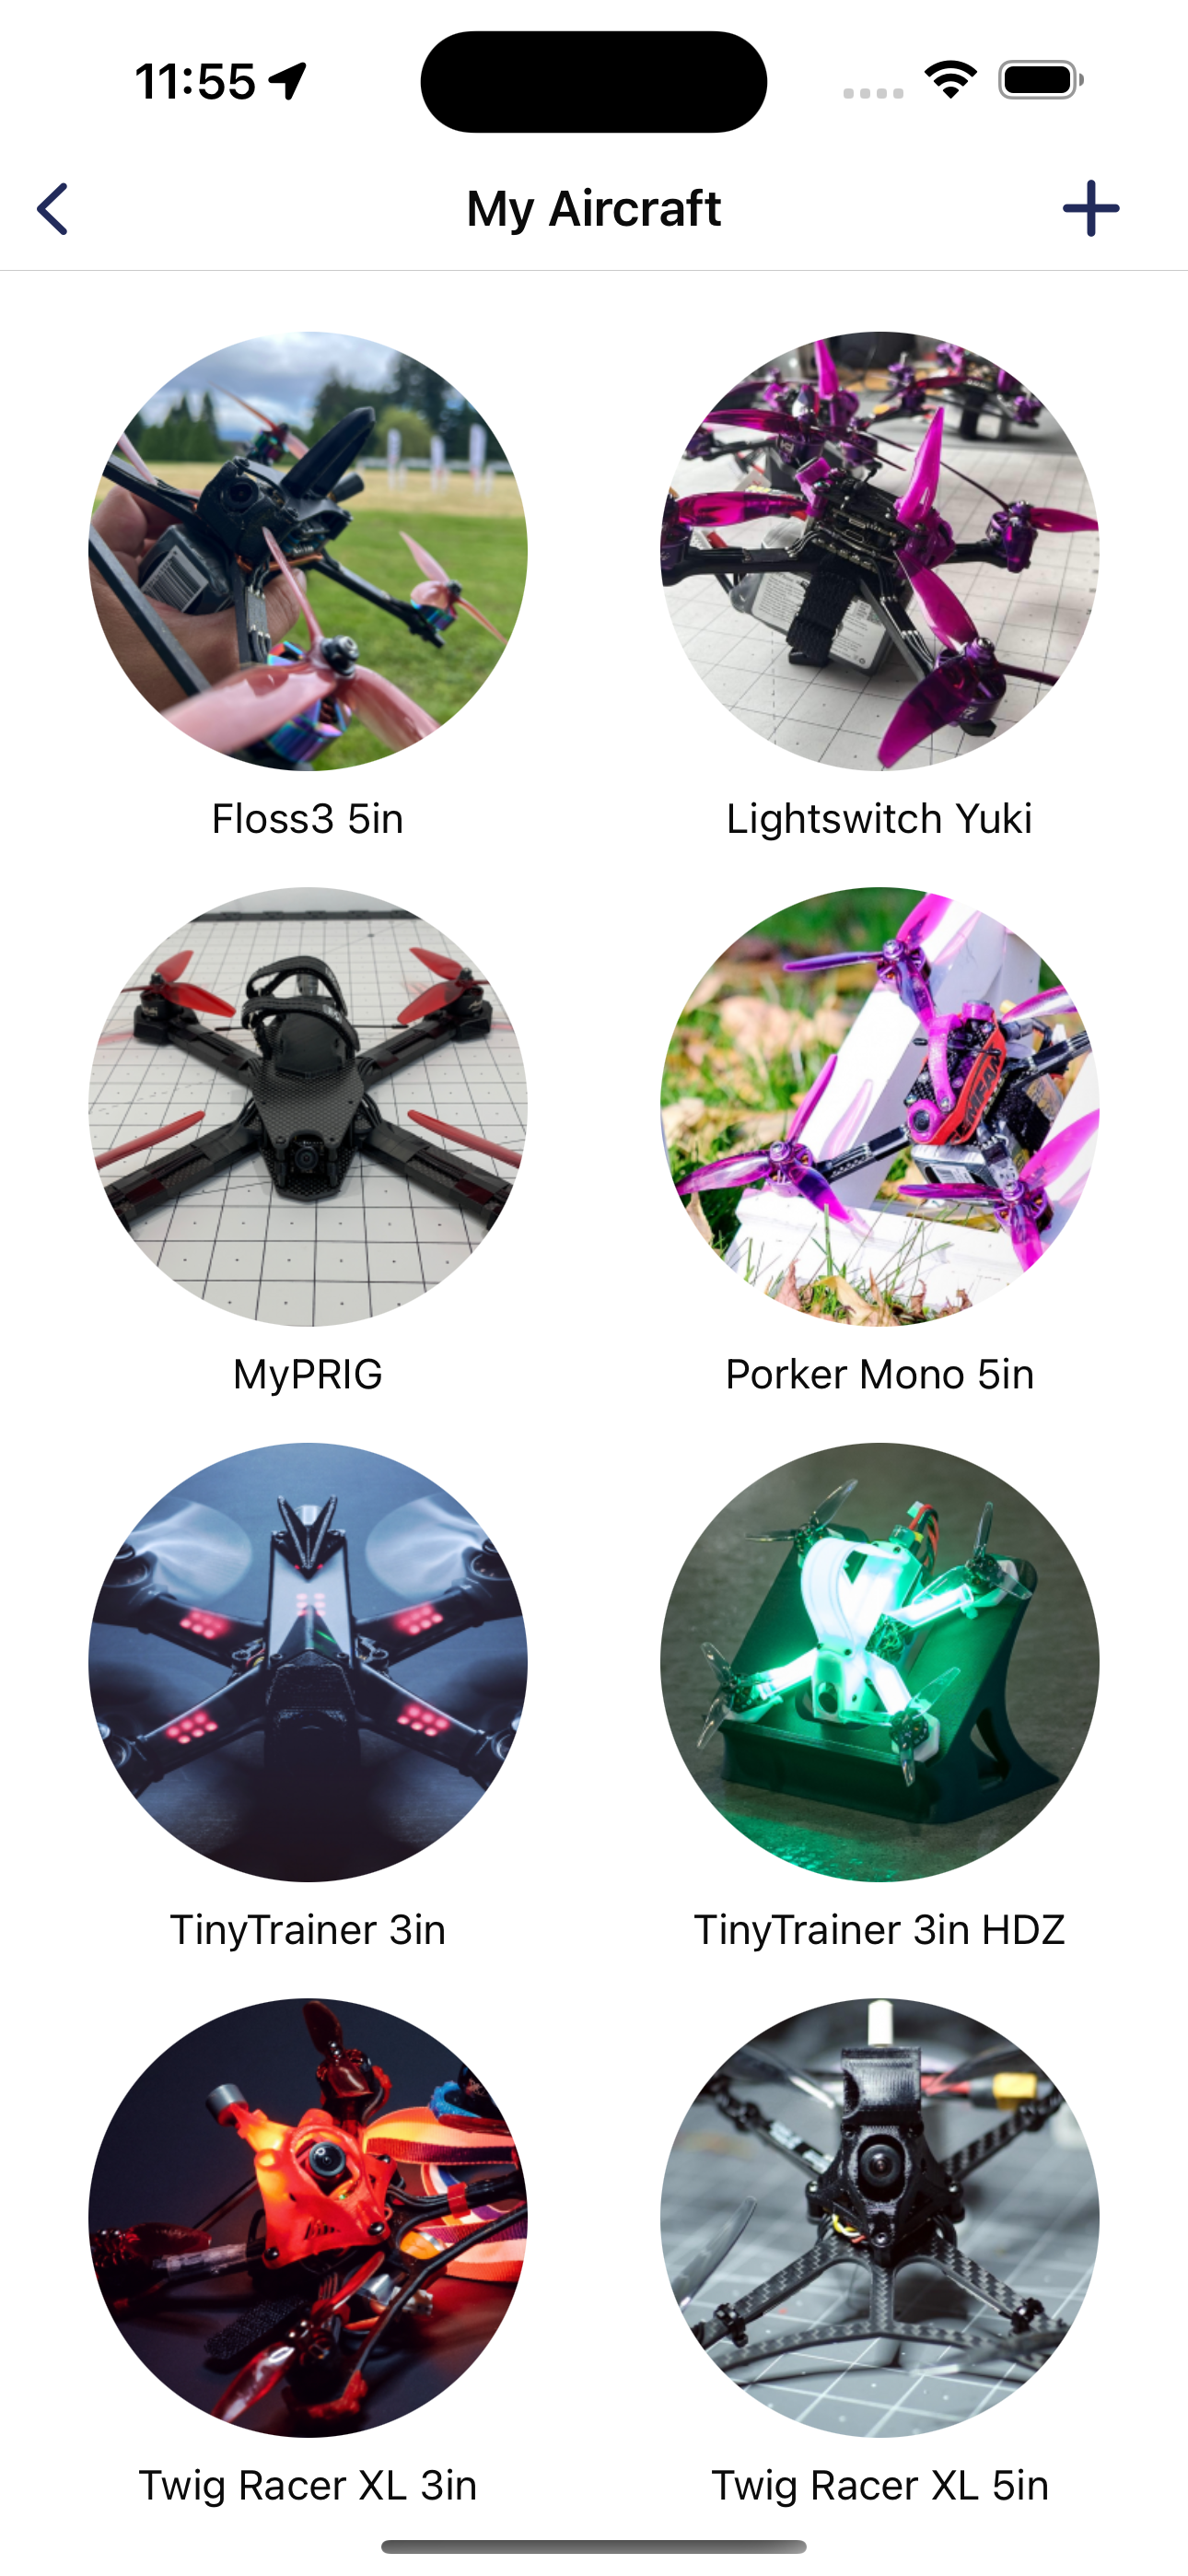 11:55
My Aircraft
Floss3 5in
Lightswitch Yuki
MyPRIG
Porker Mono 5in
TinyTrainer 3in
TinyTrainer 3in HDZ
Twig Racer XL 3in
Twig Racer XL 5in